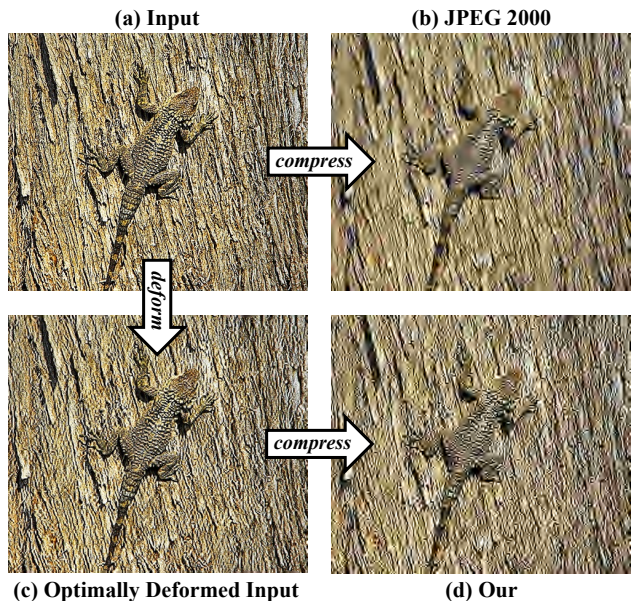 (a) Input
(b) JPEG 2000
compress
deform
compress
(c) Optimally Deformed Input
(d) Our